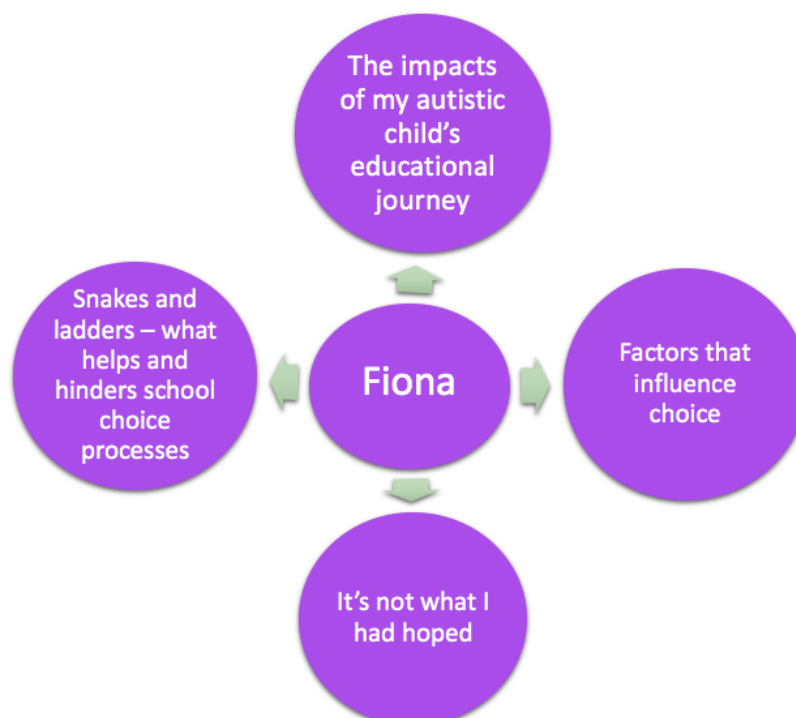 The impacts
of my autistic
child’s
educational
journey
Snakes and
ladders – what
helps and
hinders school
choice
processes
Fiona
Factors that
influence
choice
It’s not what I
had hoped